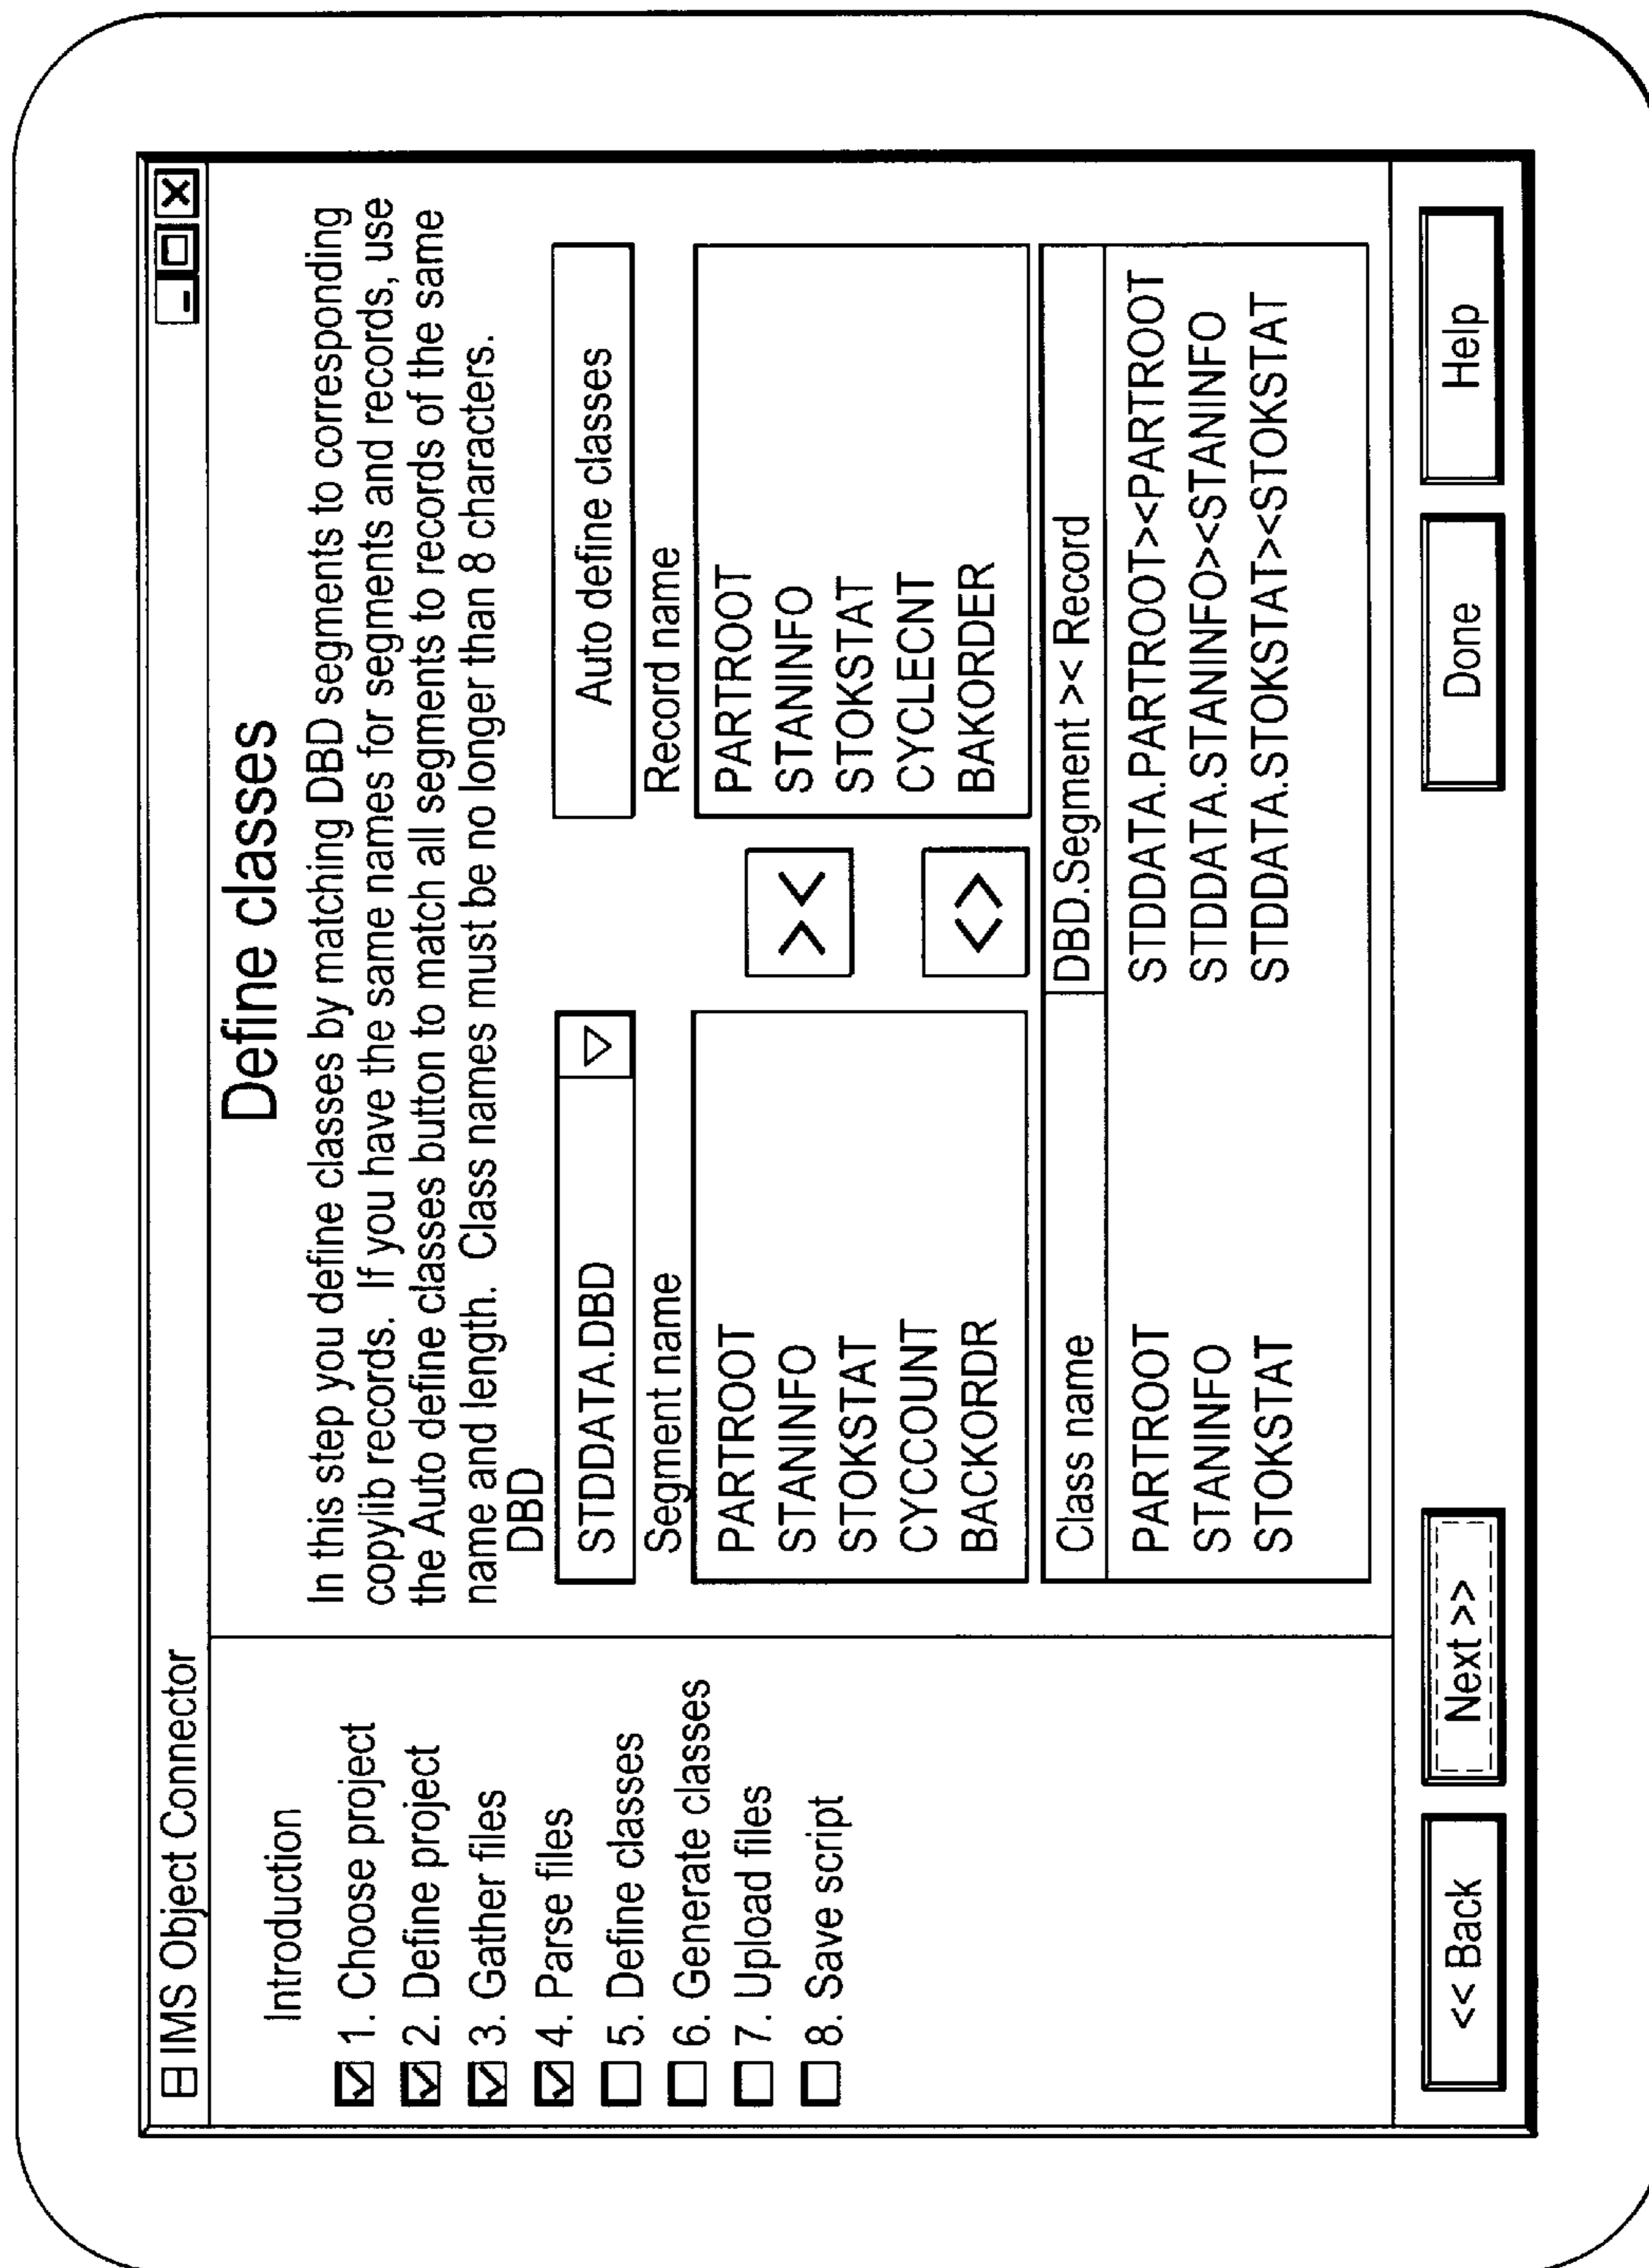 IMS Object Connector
Introduction
1. Choose project
2. Define project
3. Gather files
4. Parse files
5. Define classes
6. Generate classes
7. Upload files
8. Save script
Define classes
In this step you define classes by matching DBD segments to corresponding
copylib records. If you have the same names for segments and records, use
the Auto define classes button to match all segments to records of the same
name and length. Class names must be no longer than 8 characters.
DBD
STDDATA.DBD
Auto define classes
Segment name
PARTROOT
STANINFO
STOKSTAT
CYCCOUNT
BACKORDR
><
<>
Record name
PARTROOT
STANINFO
STOKSTAT
CYCLECNT
BAKORDER
Class name
DBD.Segment >< Record
PARTROOT
STDDATA.PARTROOT><PARTROOT
STANINFO
STDDATA.STANINFO><STANINFO
STOKSTAT
STDDATA.STOKSTAT><STOKSTAT
<< Back
Next >>
Done
Help